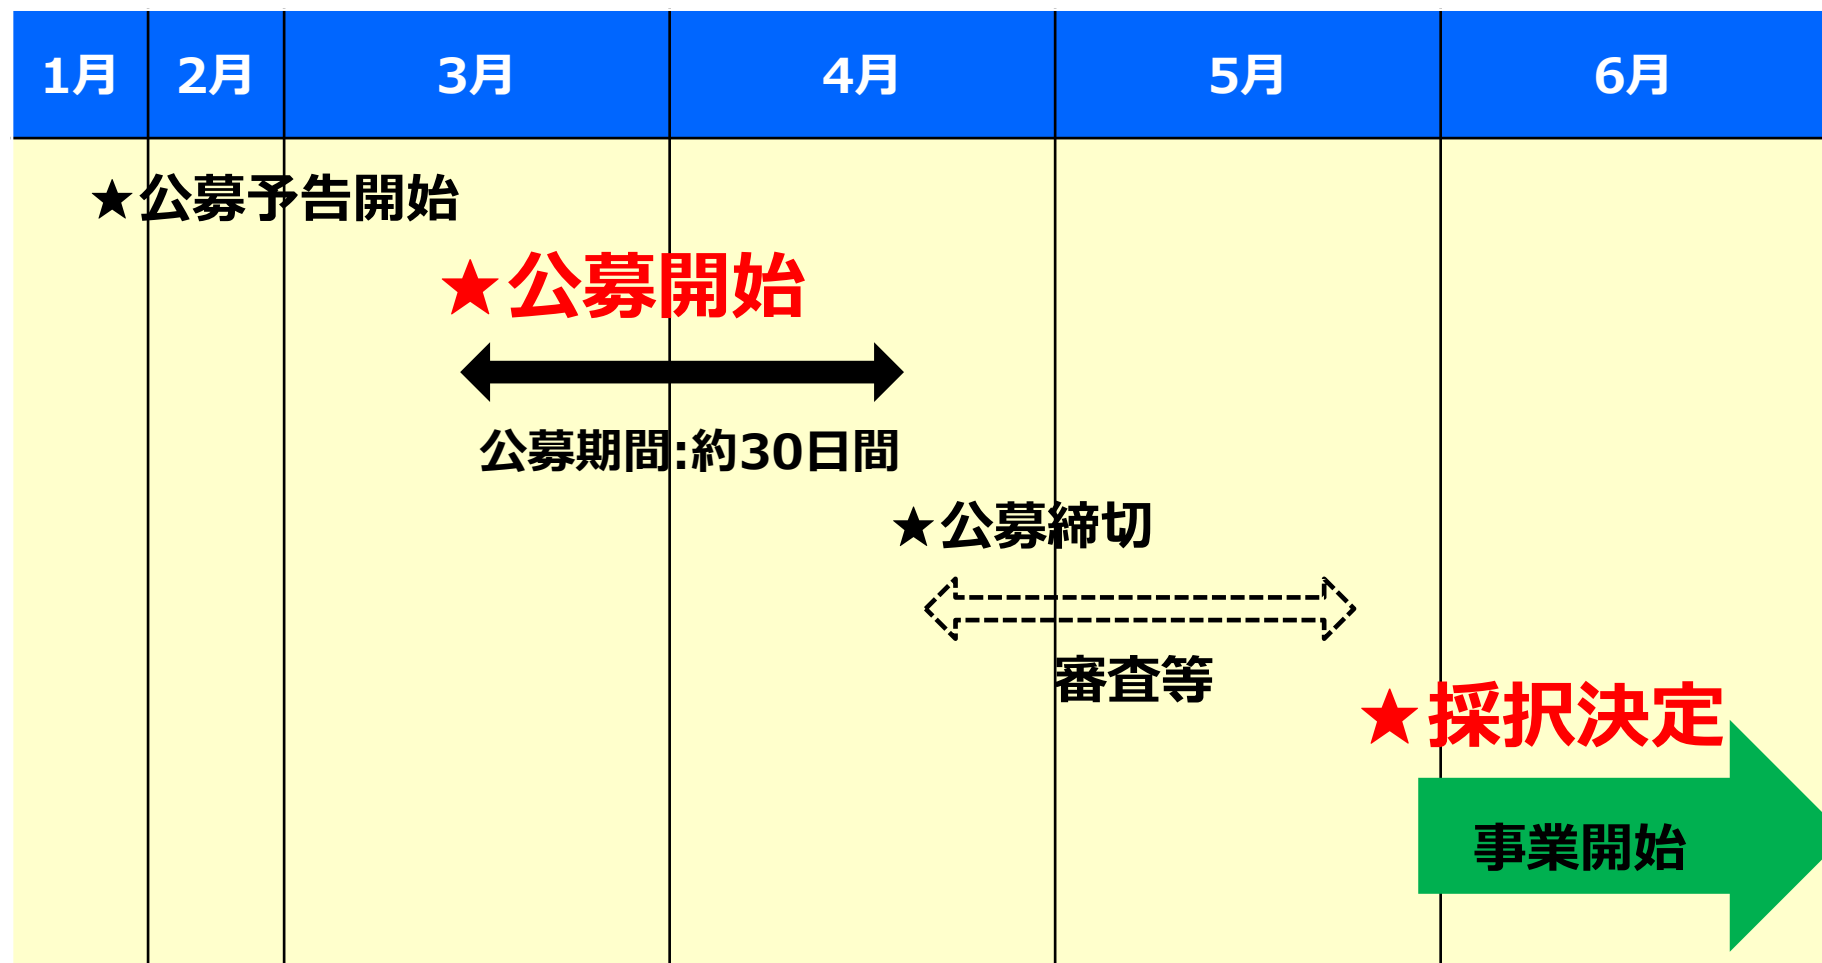 1月 2月 3月 4月 5月 6月
★公募予告開始
★公募開始
公募期間:約30日間
★公募締切
審査等
★採択決定
事業開始